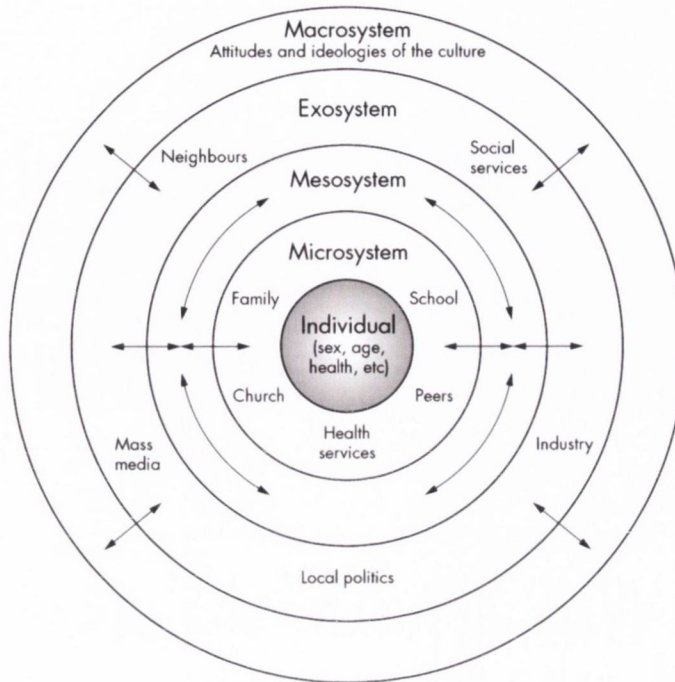 Macrosystem
Attitudes and ideologies of the culture
Exosystem
Neighbours
Social
services
Mesosystem
Microsystem
Family
School
Individual
(sex, age,
health, etc)
Church
Peers
Health
services
Mass
media
Industry
Local politics